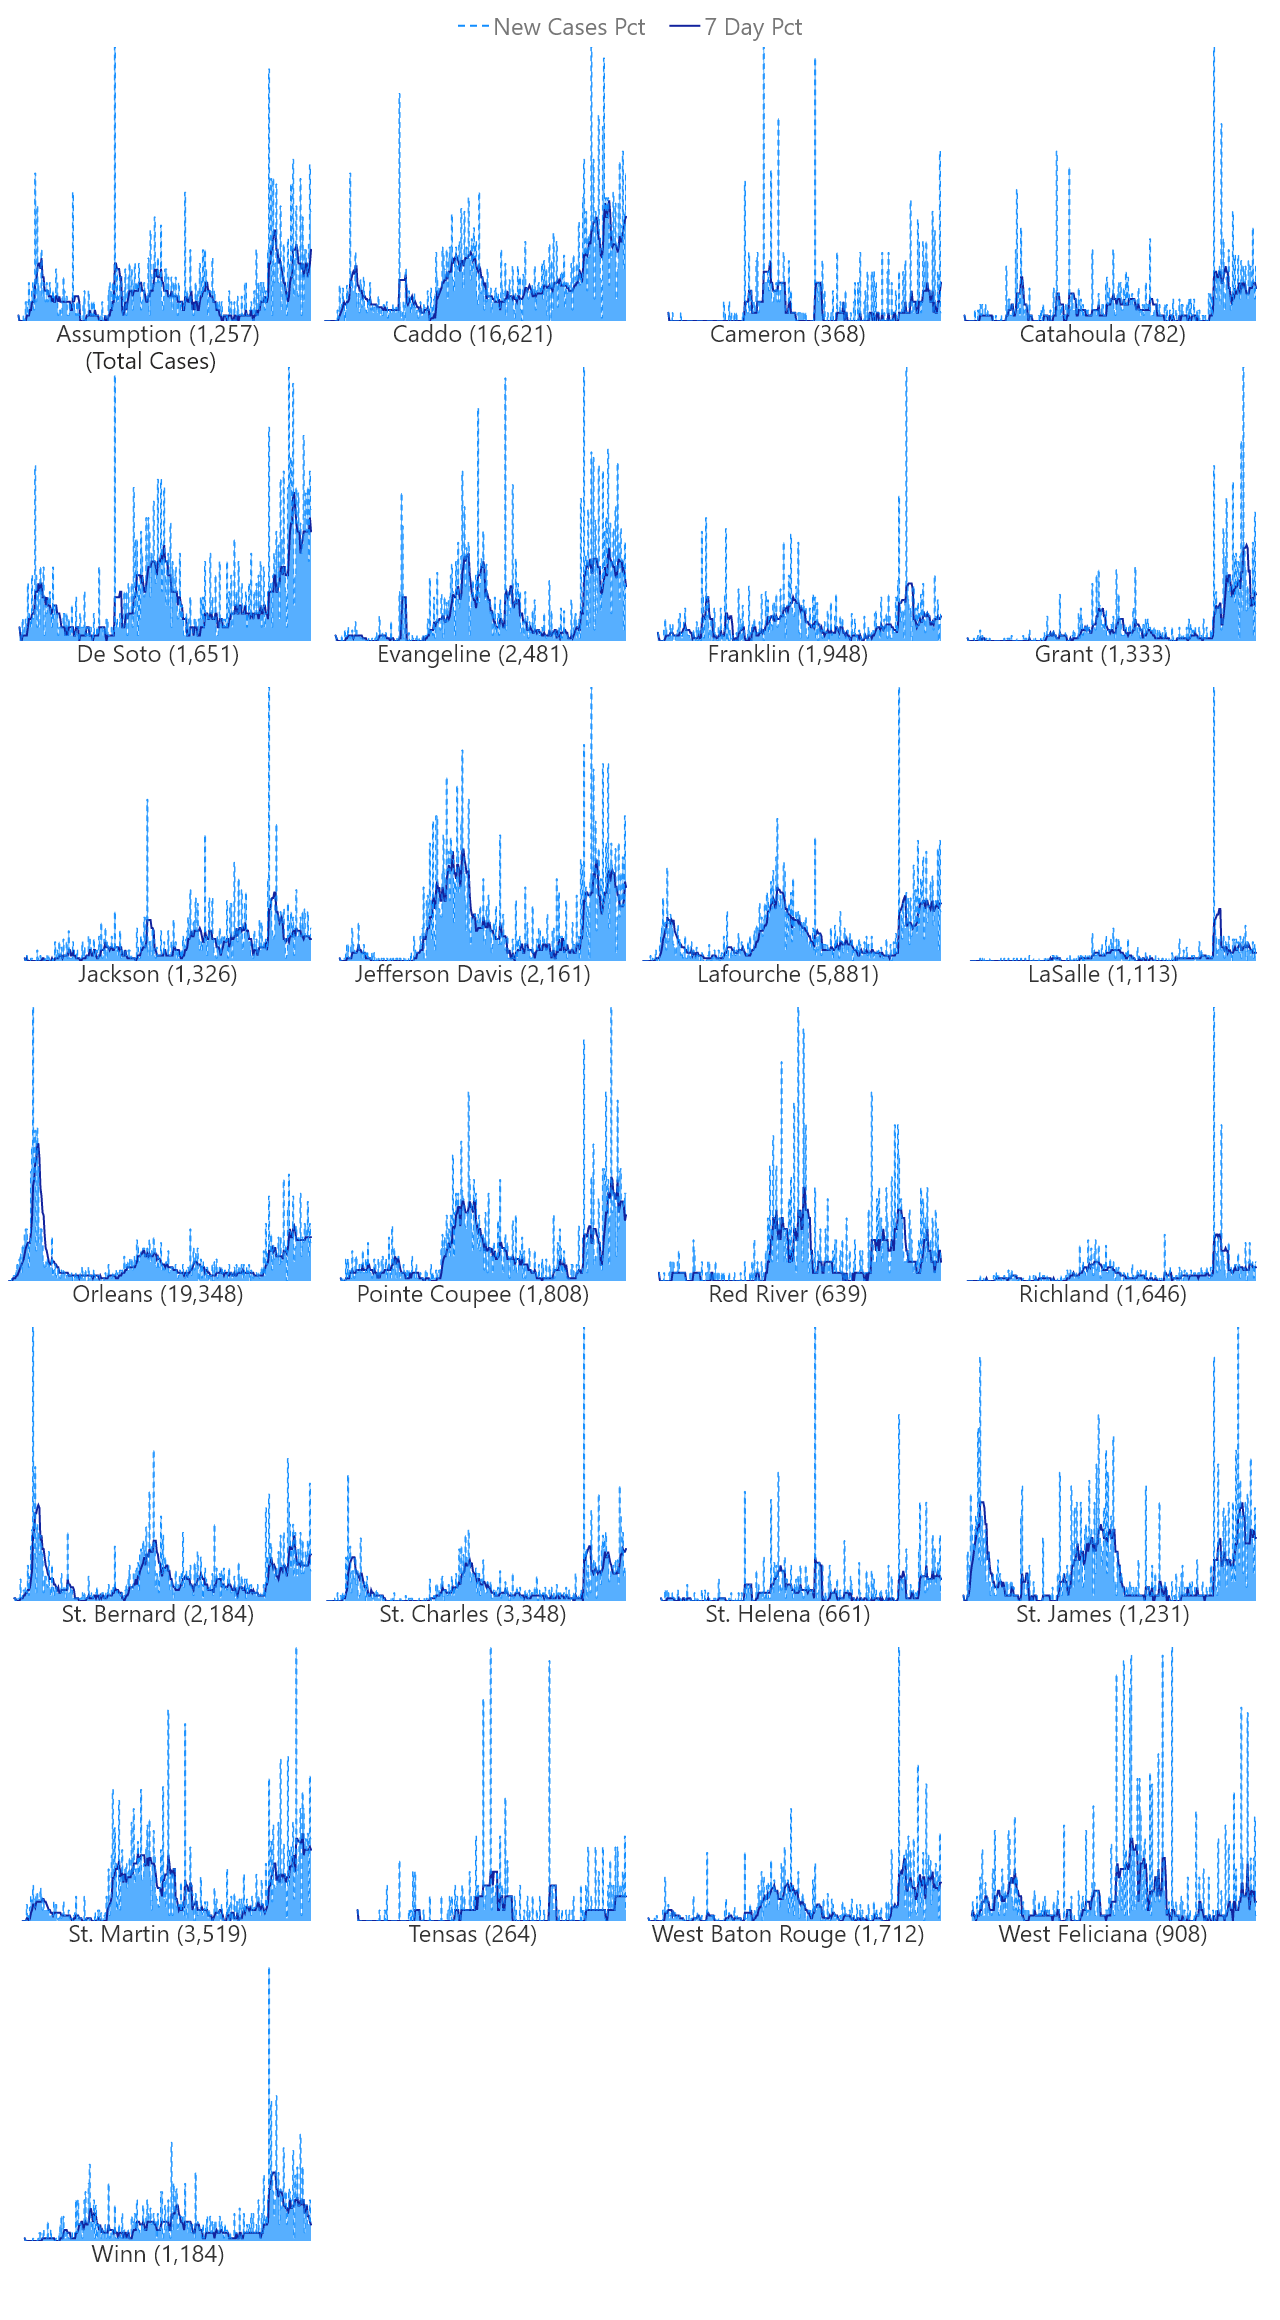 New Cases Pct 7 Day Pct
Assumption (1,257) Caddo (16,621) Cameron (368) Catahoula (782)
(Total Cases)
De Soto (1,651) Evangeline (2,481) Franklin (1,948) Grant (1,333)
Jackson (1,326) Jefferson Davis (2,161) Lafourche (5,881) LaSalle (1,113)
Orleans (19,348) Pointe Coupee (1,808) Red River (639) Richland (1,646)
St. Bernard (2,184) St. Charles (3,348) St. Helena (661) St. James (1,231)
St. Martin (3,519) Tensas (264) West Baton Rouge (1,712) West Feliciana (908)
Winn (1,184)